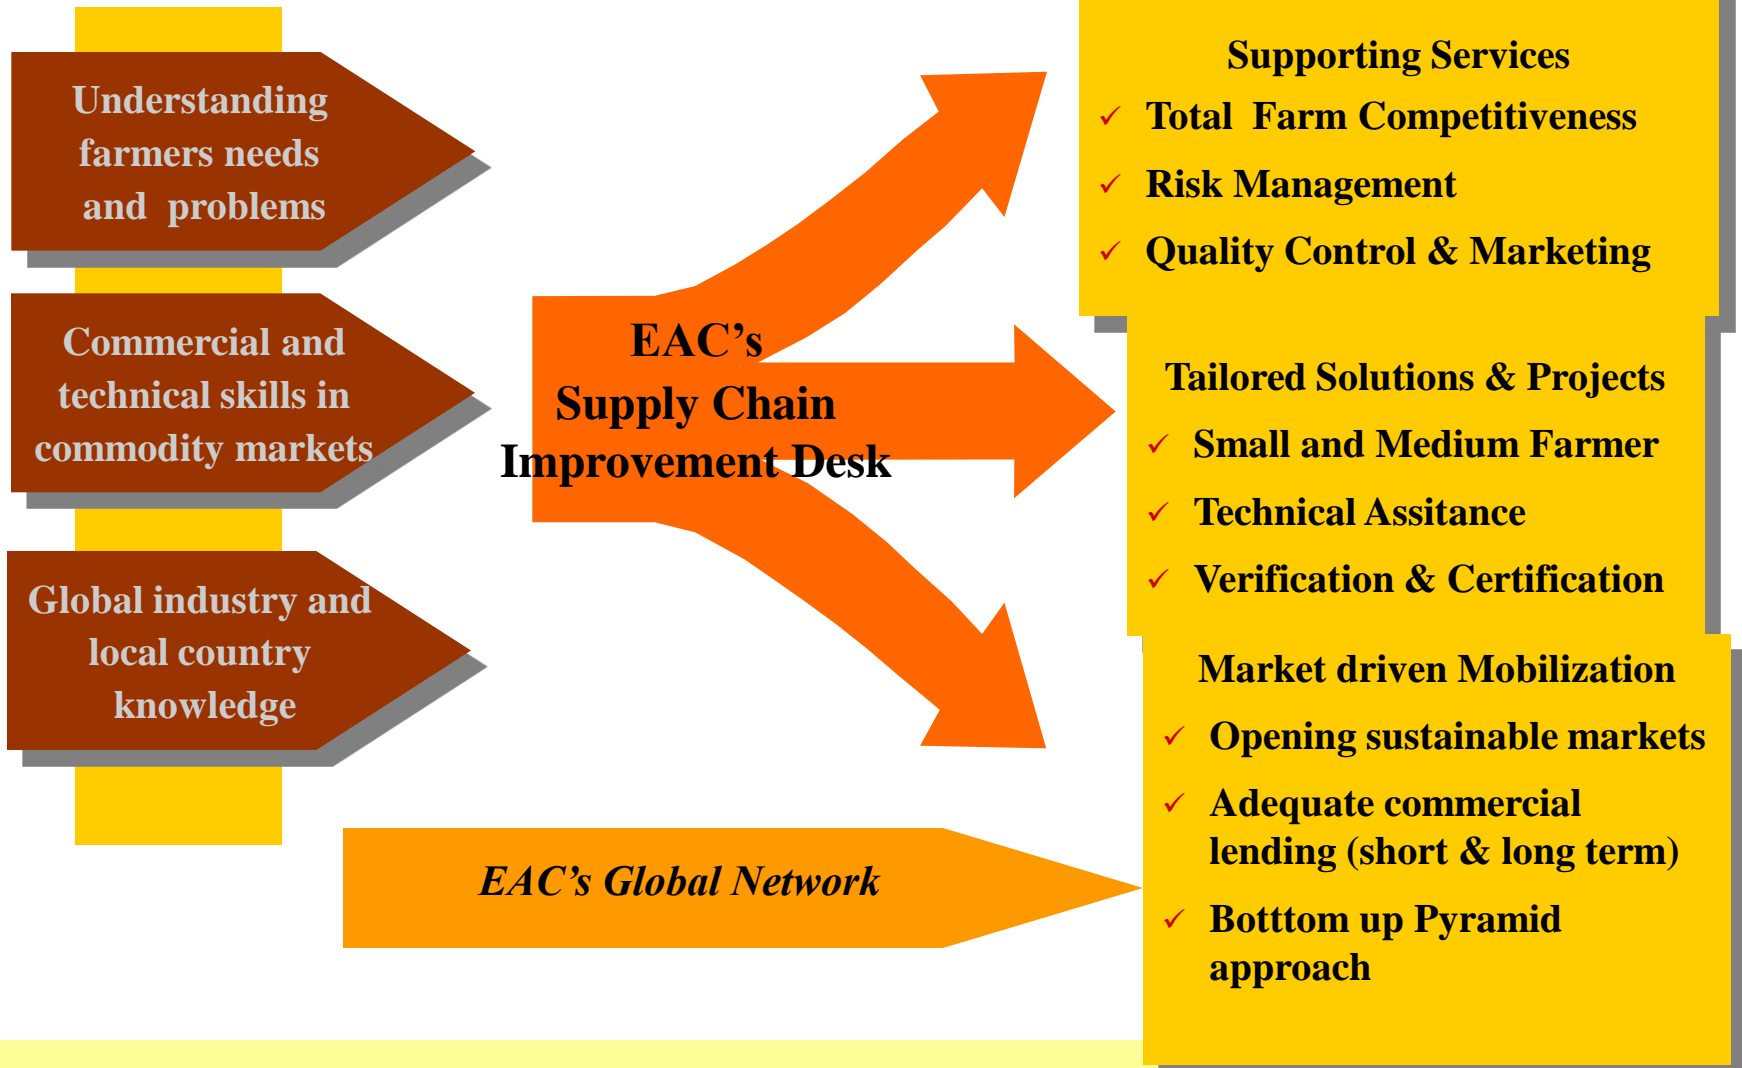 Understanding
farmers needs
and problems
Commercial and
technical skills in
commodity markets
Global industry and
local country
knowledge
EAC’s
Supply Chain
Improvement Desk
EAC’s Global Network
Supporting Services
✓ Total Farm Competitiveness
✓ Risk Management
✓ Quality Control & Marketing
Tailored Solutions & Projects
✓ Small and Medium Farmer
✓ Technical Assitance
✓ Verification & Certification
Market driven Mobilization
✓ Opening sustainable markets
✓ Adequate commercial
lending (short & long term)
✓ Botttom up Pyramid
approach